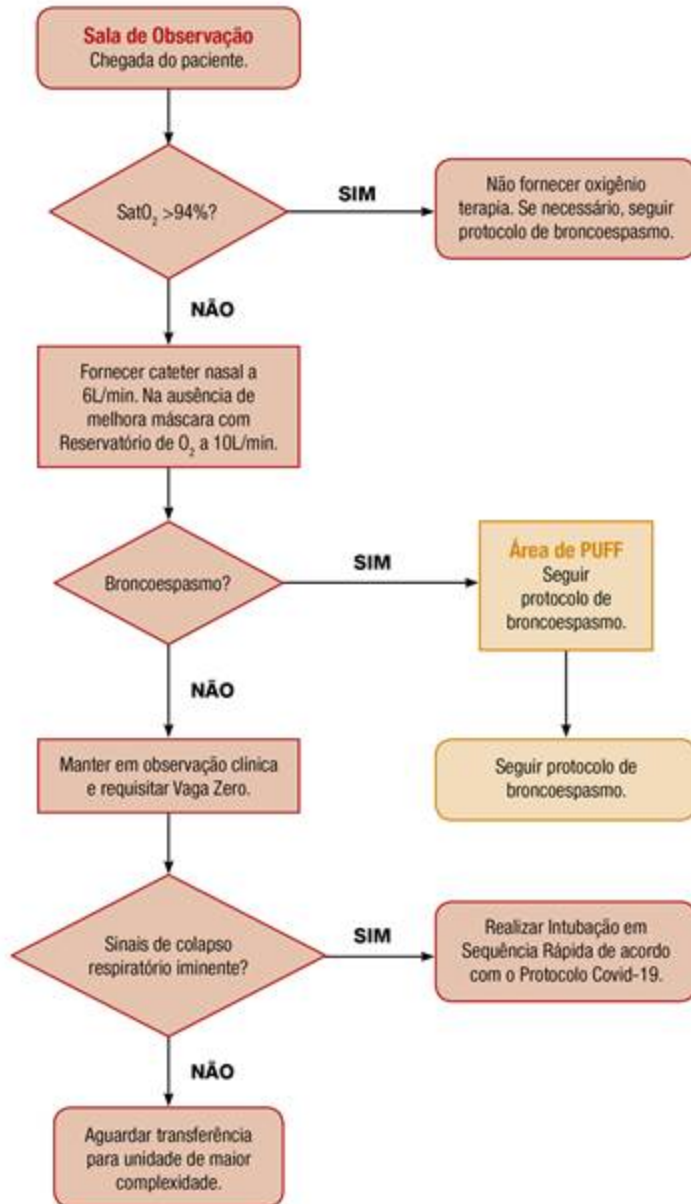 Sala de Observação
Chegada do paciente.
SatO₂ >94%?
SIM
Não fornecer oxigênio
terapia. Se necessário, seguir
protocolo de broncoespasmo.
NÃO
Fornecer cateter nasal a
6L/min. Na ausência de
melhora máscara com
Reservatório de O₂ a 10L/min.
Broncoespasmo?
SIM
Área de PUFF
Seguir
protocolo de
broncoespasmo.
NÃO
Manter em observação clínica
e requisitar Vaga Zero.
Seguir protocolo de
broncoespasmo.
Sinais de colapso
respiratório iminente?
SIM
Realizar Intubação em
Sequência Rápida de acordo
com o Protocolo Covid-19.
NÃO
Aguardar transferência
para unidade de maior
complexidade.